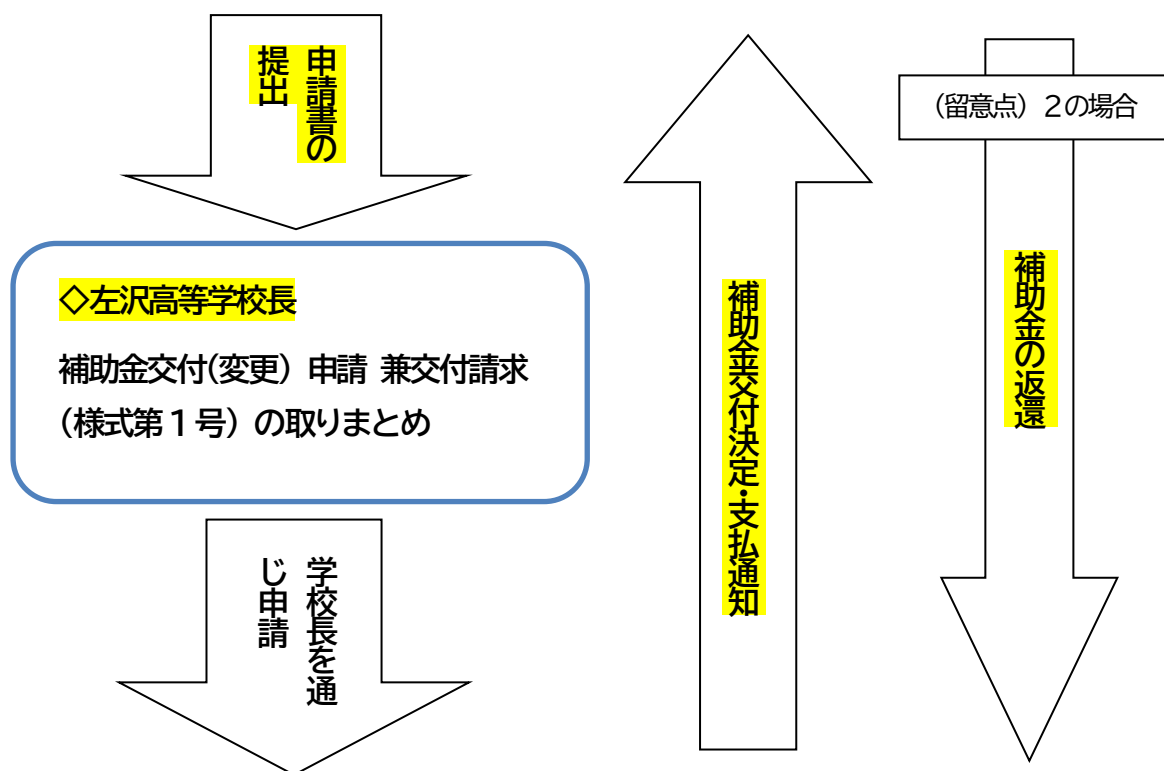 申請書の
提出
◇左沢高等学校長
補助金交付(変更）申請 兼交付請求
（様式第１号）の取りまとめ
学校長を通
じ申請
補助金交付決定・支払通知
（留意点）２の場合
補助金の返還